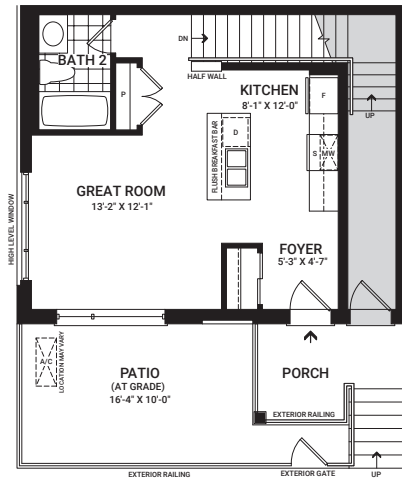 DN
BATH 2
HALF WALL
KITCHEN
8'-1" X 12'-0"
P
F
UP
FLUSH BREAKFAST BAR
D
S
MW
GREAT ROOM
13'-2" X 12'-1"
HIGH LEVEL WINDOW
FOYER
5'-3" X 4'-7"
A/C
LOCATION MAY VARY
PATIO
(AT GRADE)
16'-4" X 10'-0"
PORCH
EXTERIOR RAILING
EXTERIOR RAILING
EXTERIOR GATE
UP